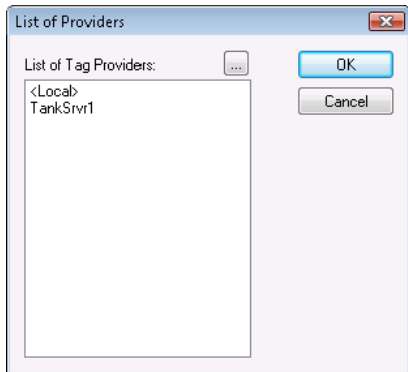 List of Providers
List of Tag Providers:
...
OK
<Local>
TankSrvr1
Cancel